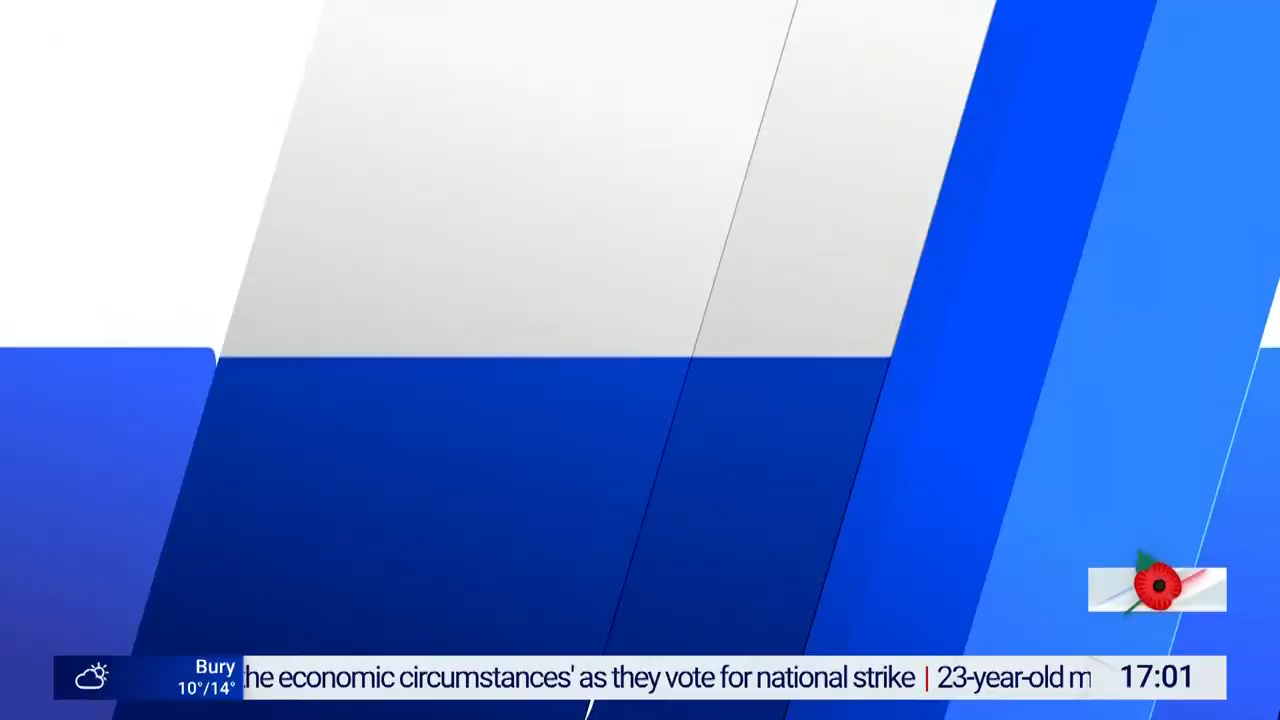 Bury
10°/14°
he economic circumstances' as they vote for national strike | 23-year-old m
17:01